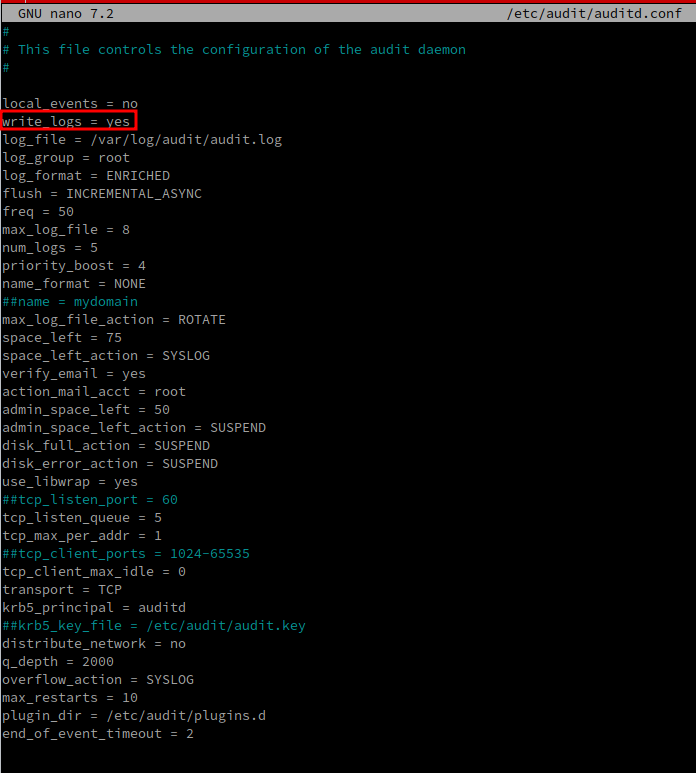 GNU nano 7.2 /etc/audit/auditd.conf
#
# This file controls the configuration of the audit daemon
#
local_events = no
write_logs = yes
log_file = /var/log/audit/audit.log
log_group = root
log_format = ENRICHED
flush = INCREMENTAL_ASYNC
freq = 50
max_log_file = 8
num_logs = 5
priority_boost = 4
name_format = NONE
##name = mydomain
max_log_file_action = ROTATE
space_left = 75
space_left_action = SYSLOG
verify_email = yes
action_mail_acct = root
admin_space_left = 50
admin_space_left_action = SUSPEND
disk_full_action = SUSPEND
disk_error_action = SUSPEND
use_libwrap = yes
##tcp_listen_port = 60
tcp_listen_queue = 5
tcp_max_per_addr = 1
##tcp_client_ports = 1024-65535
tcp_client_max_idle = 0
transport = TCP
krb5_principal = auditd
##krb5_key_file = /etc/audit/audit.key
distribute_network = no
q_depth = 2000
overflow_action = SYSLOG
max_restarts = 10
plugin_dir = /etc/audit/plugins.d
end_of_event_timeout = 2